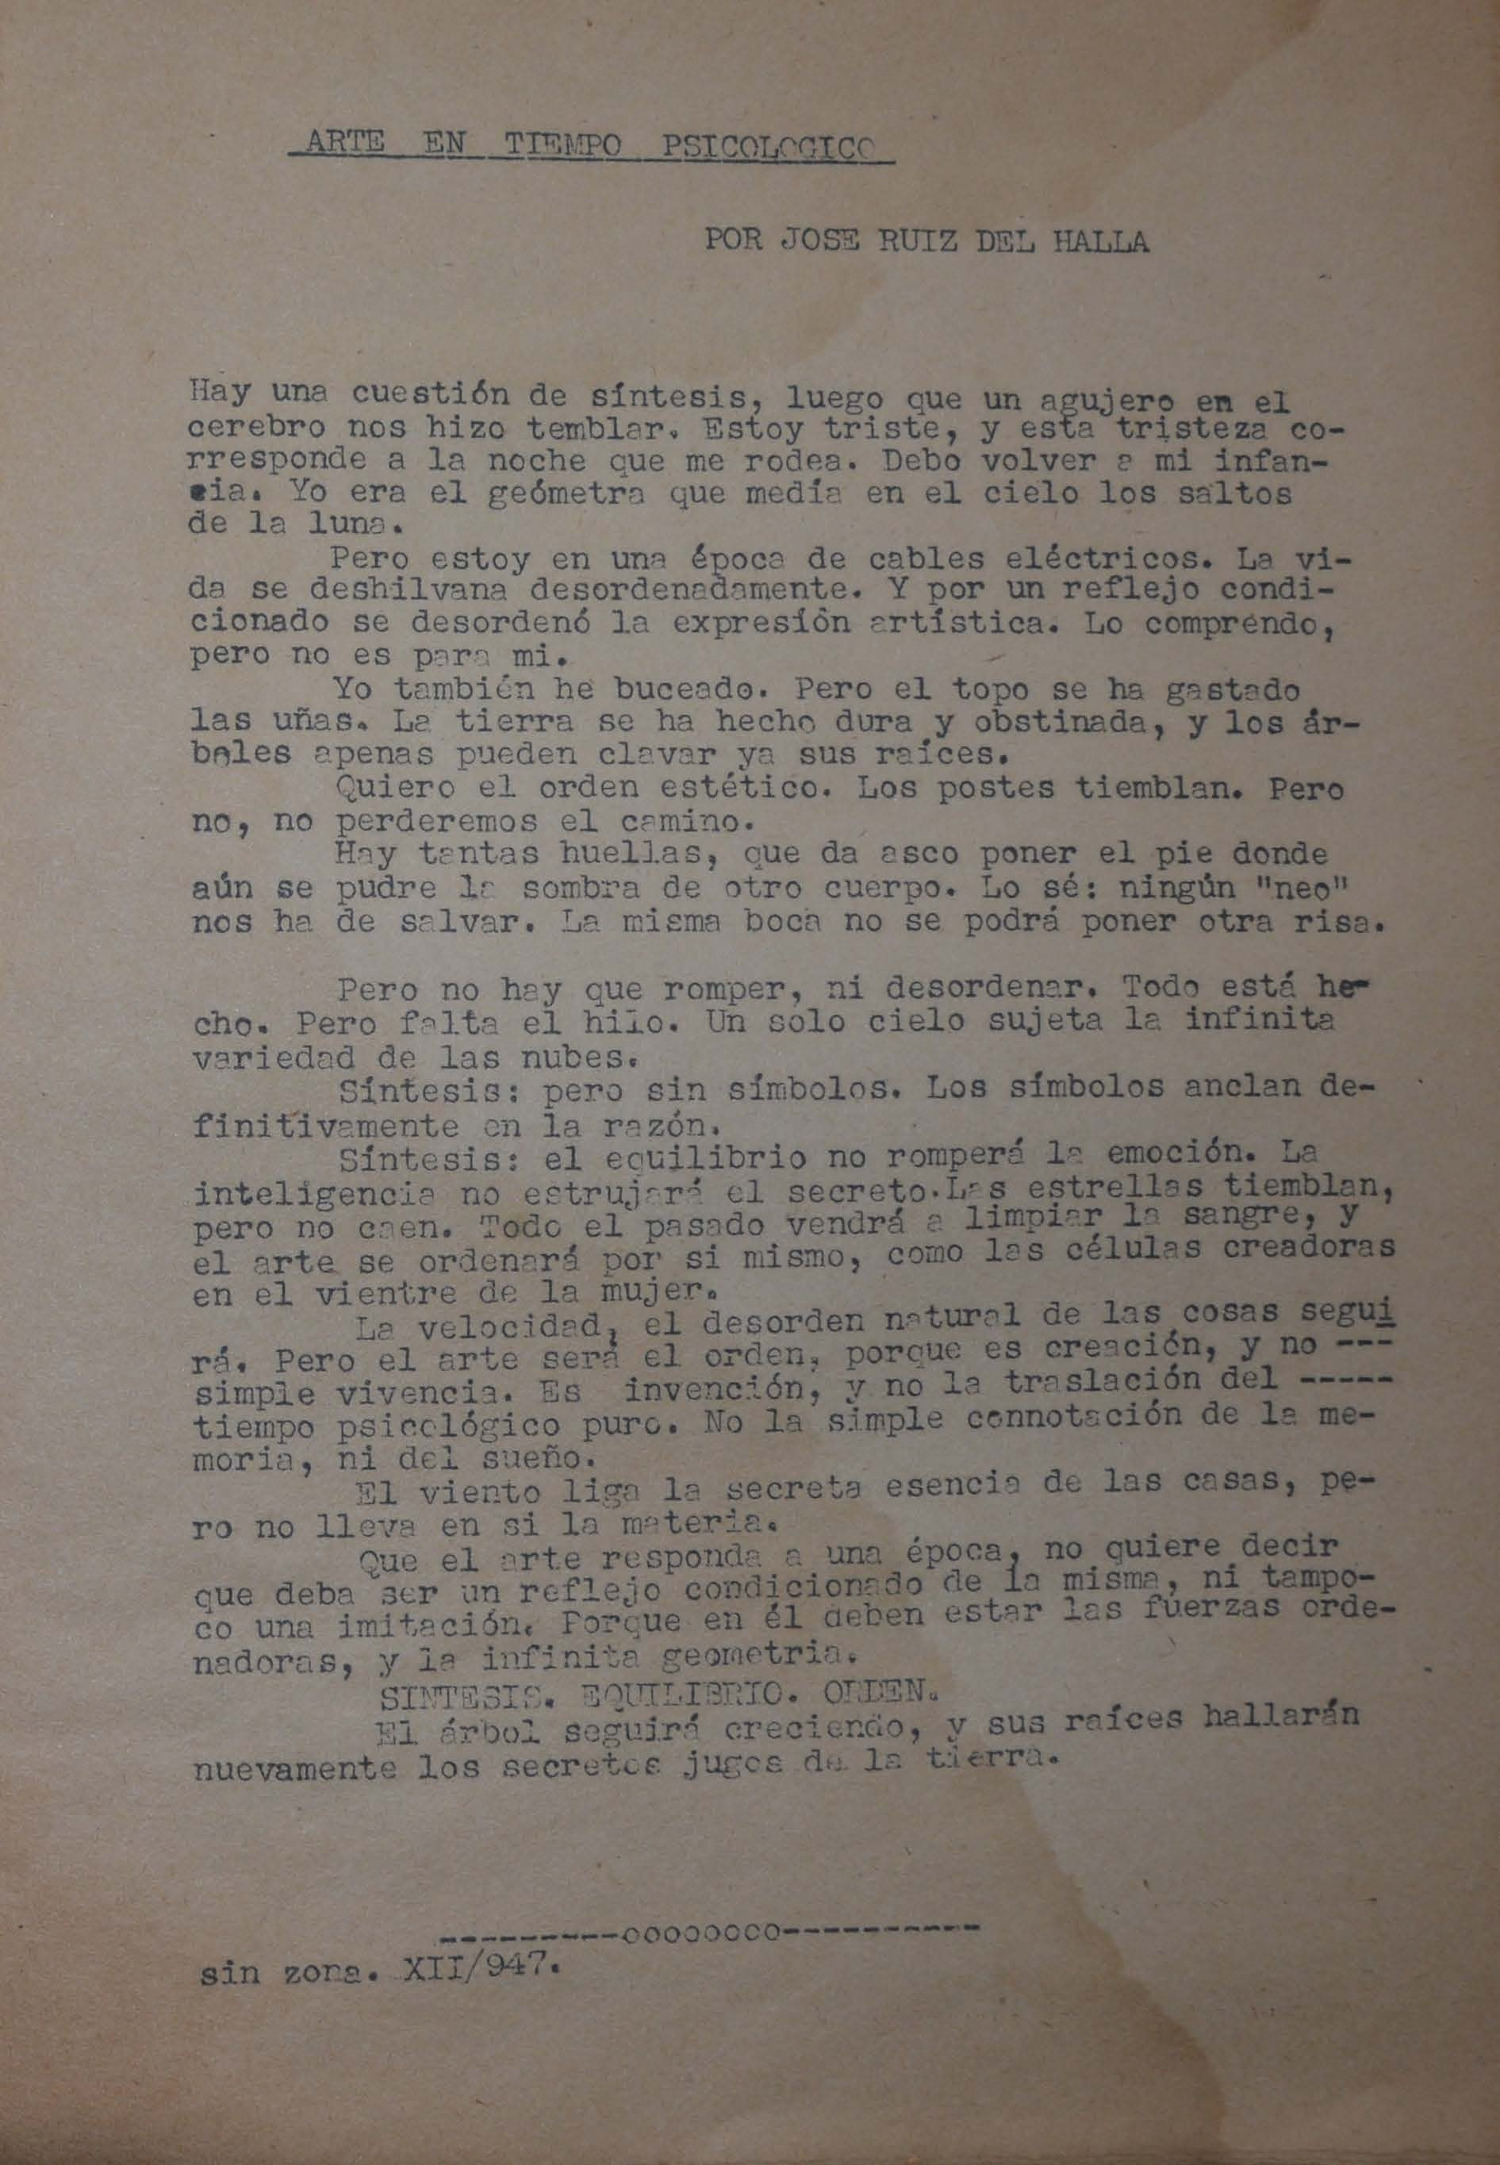 ARTE EN TIEMPO PSICOLOGICO
POR JOSE RUIZ DEL HALLA
Hay una cuestión de síntesis, luego que un agujero en el
cerebro nos hizo temblar. Estoy triste, y esta tristeza co-
rresponde a la noche que me rodea. Debo volver a mi infan-
cia. Yo era el geómetra que medía en el cielo los saltos
de la luna.
Pero estoy en una época de cables eléctricos. La vi-
da se deshilvana desordenadamente. Y por un reflejo condi-
cionado se desordenó la expresión artística. Lo comprendo,
pero no es para mi.
Yo también he buceado. Pero el topo se ha gastado
las uñas. La tierra se ha hecho dura y obstinada, y los ár-
boles apenas pueden clavar ya sus raíces.
Quiero el orden estético. Los postes tiemblan. Pero
no, no perderemos el camino.
Hay tantas huellas, que da asco poner el pie donde
aún se pudre la sombra de otro cuerpo. Lo sé: ningún "neo"
nos ha de salvar. La misma boca no se podrá poner otra risa.
Pero no hay que romper, ni desordenar. Todo está he-
cho. Pero falta el hilo. Un solo cielo sujeta la infinita
variedad de las nubes.
Síntesis: pero sin símbolos. Los símbolos anclan de-
finitivamente en la razón.
Síntesis: el equilibrio no romperá la emoción. La
inteligencia no estrujará el secreto.Las estrellas tiemblan,
pero no caen. Todo el pasado vendrá a limpiar la sangre, y
el arte se ordenará por si mismo, como las células creadoras
en el vientre de la mujer.
La velocidad, el desorden natural de las cosas segui
rá. Pero el arte será el orden, porque es creación, y no ---
simple vivencia. Es invención, y no la traslación del -----
tiempo psicológico puro. No la simple connotación de la me-
moria, ni del sueño.
El viento liga la secreta esencia de las casas, pe-
ro no lleva en si la materia.
Que el arte responda a una época, no quiere decir
que deba ser un reflejo condicionado de la misma, ni tampo-
co una imitación. Porque en él deben estar las fuerzas orde-
nadoras, y la infinita geometria.
SINTESIS. EQUILIBRIO. ORDEN.
El árbol seguirá creciendo, y sus raíces hallarán
nuevamente los secretos jugos de la tierra.
---------oooooooo----------
sin zona. XII/947.